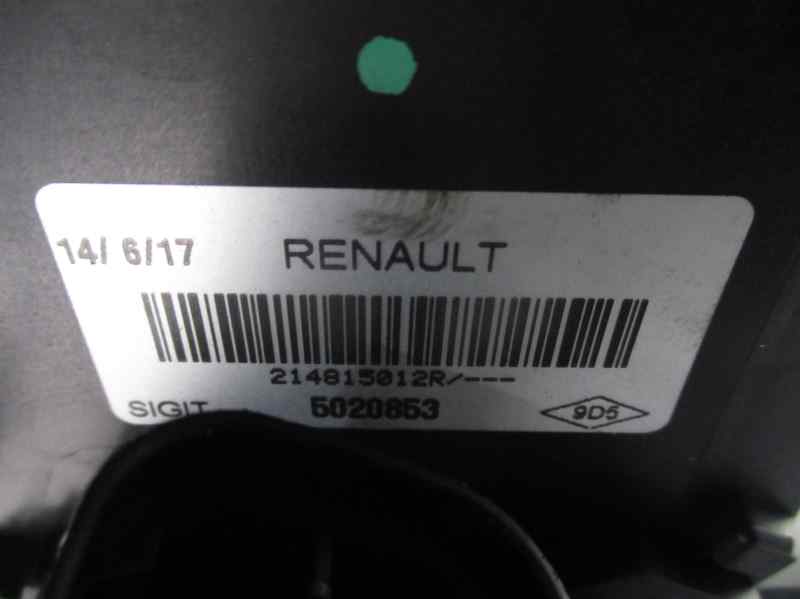 14/ 6/17 RENAULT
214815012R/---
SIGIT 5020853 9D5